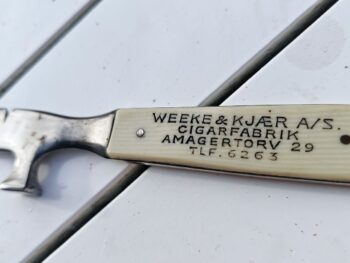 WEEKE & KJÆR A/S.
CIGARFABRIK
AMAGERTORV 29
TLF. 6263